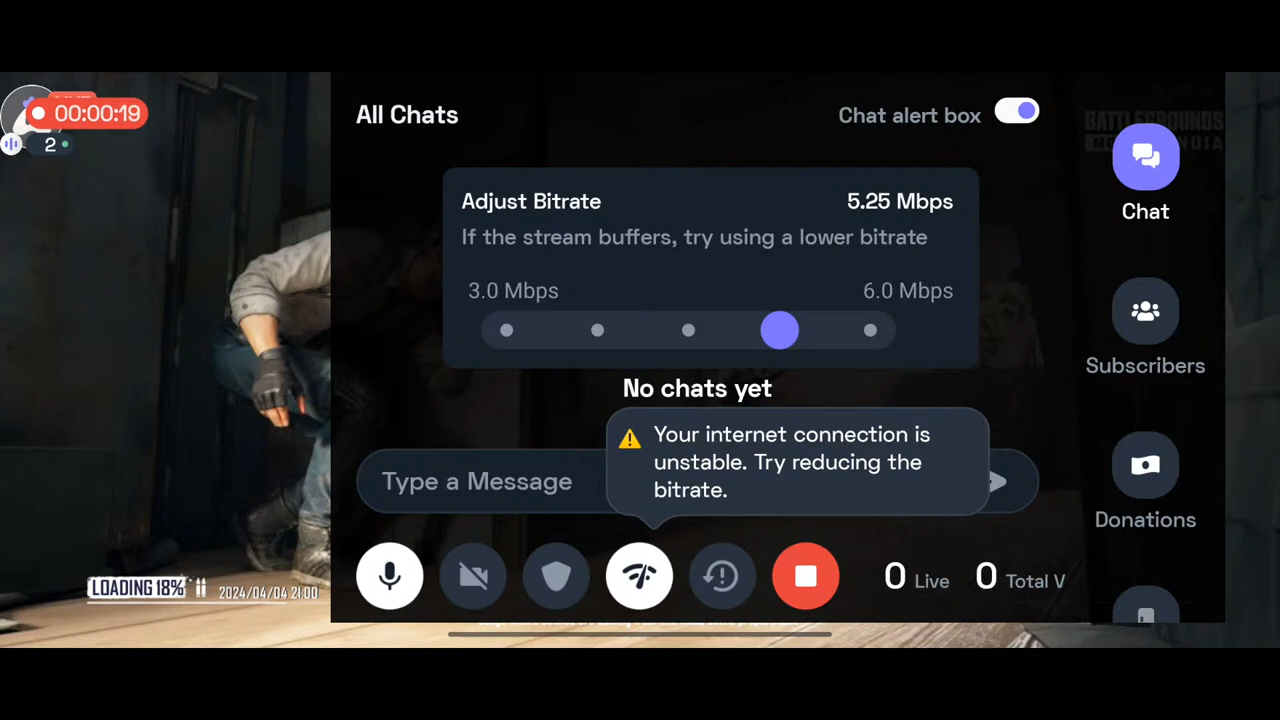 00:00:19
2
All Chats
Chat alert box
BATTLEGROUNDS
Adjust Bitrate
5.25 Mbps
If the stream buffers, try using a lower bitrate
3.0 Mbps
6.0 Mbps
No chats yet
Your internet connection is
unstable. Try reducing the
bitrate.
Type a Message
Chat
Subscribers
Donations
LOADING 18%
2024/04/04 21:00
0 Live
0 Total V